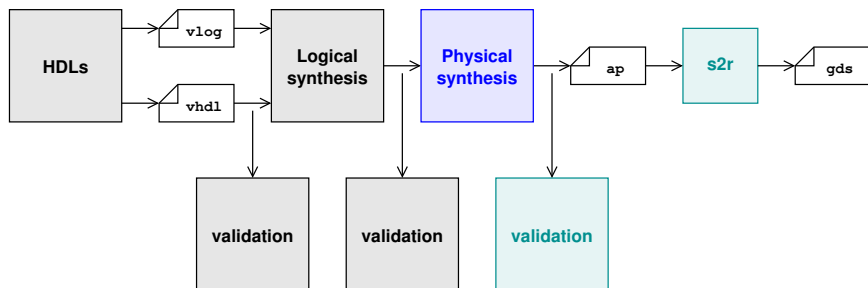 vlog
HDLs
vhdl
Logical
synthesis
Physical
synthesis
ap
s2r
gds
validation
validation
validation